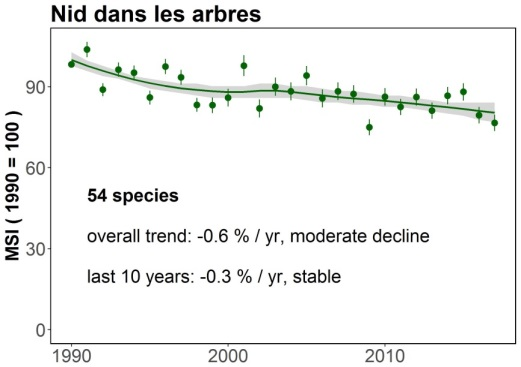 Nid dans les arbres
MSI ( 1990 = 100 )
90
60
30
0
54 species
overall trend: -0.6 % / yr, moderate decline
last 10 years: -0.3 % / yr, stable
1990 2000 2010